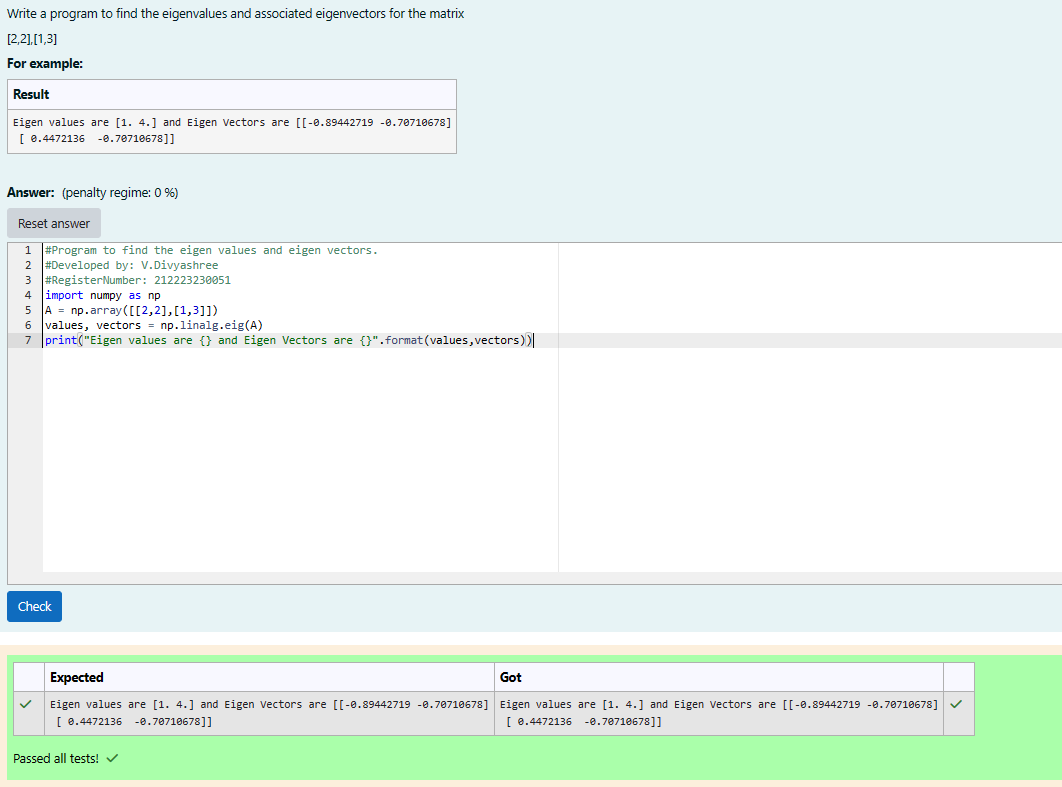 Write a program to find the eigenvalues and associated eigenvectors for the matrix
[2,2],[1,3]
For example:
Result
Eigen values are [1. 4.] and Eigen Vectors are [[-0.89442719 -0.70710678]
[ 0.4472136  -0.70710678]]
Answer: (penalty regime: 0 %)
Reset answer
1 #Program to find the eigen values and eigen vectors.
2 #Developed by: V.Divyashree
3 #RegisterNumber: 212223230051
4 import numpy as np
5 A = np.array([[2,2],[1,3]])
6 values, vectors = np.linalg.eig(A)
7 print("Eigen values are {} and Eigen Vectors are {}".format(values,vectors))
Check
Expected Got
Eigen values are [1. 4.] and Eigen Vectors are [[-0.89442719 -0.70710678] Eigen values are [1. 4.] and Eigen Vectors are [[-0.89442719 -0.70710678]
[ 0.4472136  -0.70710678]] [ 0.4472136  -0.70710678]]
Passed all tests!